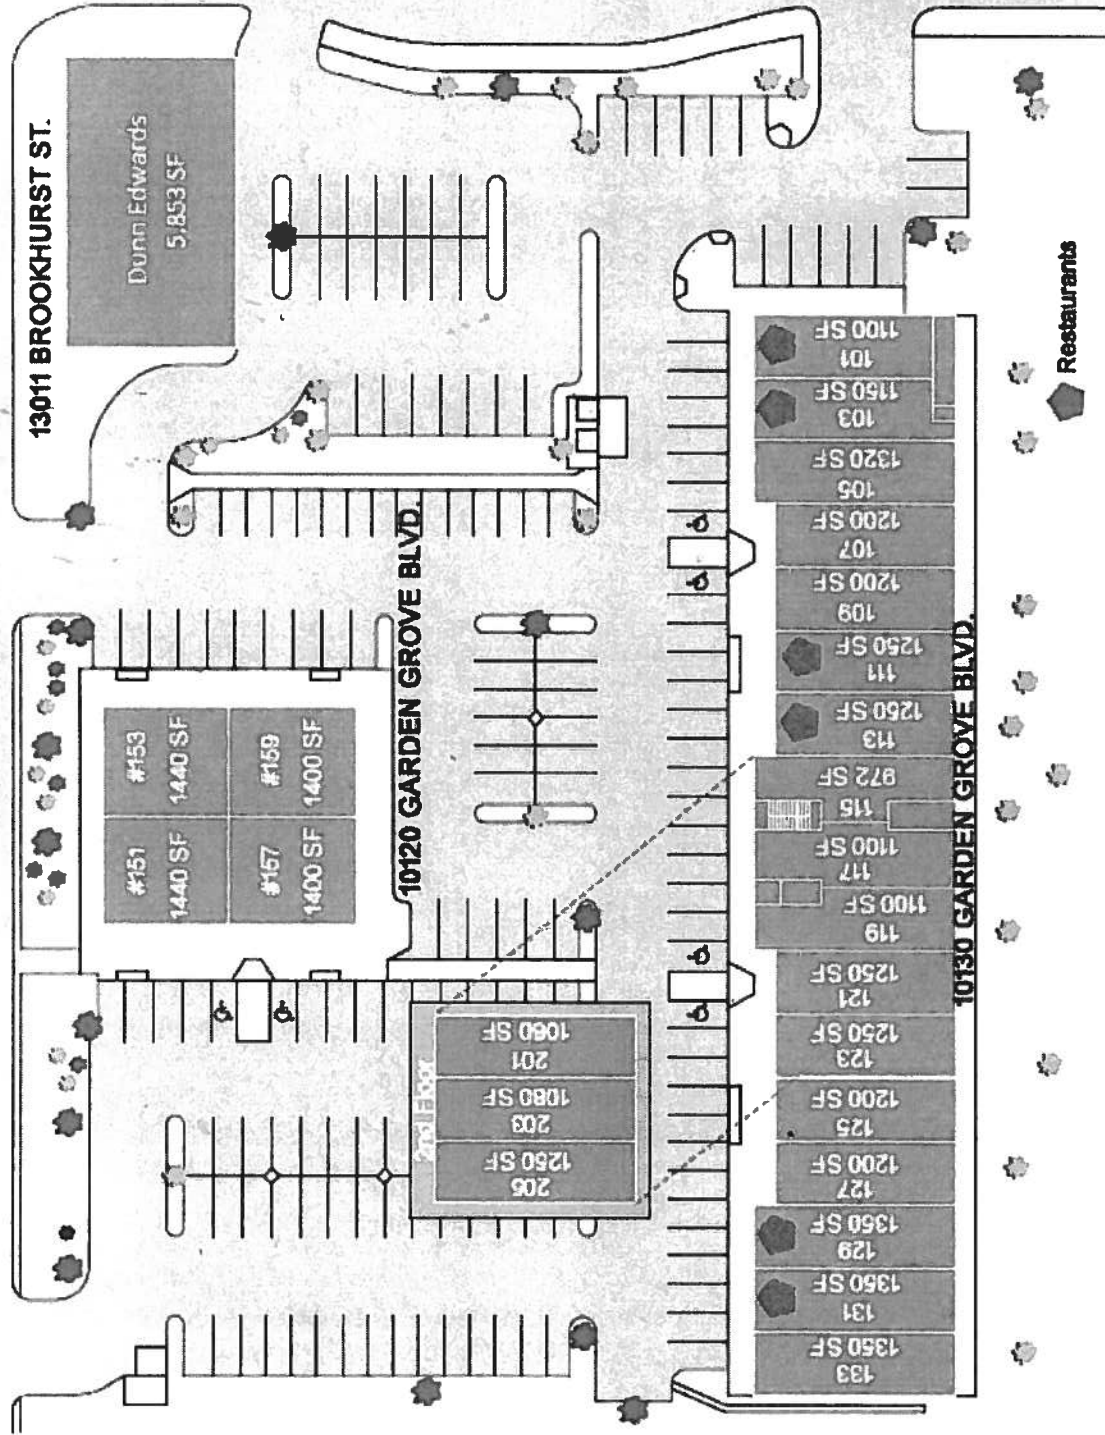 13011 BROOKHURST ST.
Dunn Edwards
5,853 SF
10120 GARDEN GROVE BLVD.
#151
1440 SF
#153
1440 SF
#157
1400 SF
#159
1400 SF
2nd Floor
201
1060 SF
203
1080 SF
205
1250 SF
101
1100 SF
103
1150 SF
105
1320 SF
107
1200 SF
109
1200 SF
111
1250 SF
113
1250 SF
115
972 SF
117
1100 SF
119
1100 SF
121
1250 SF
123
1250 SF
125
1200 SF
127
1200 SF
129
1350 SF
131
1350 SF
133
1350 SF
10130 GARDEN GROVE BLVD.
Restaurants